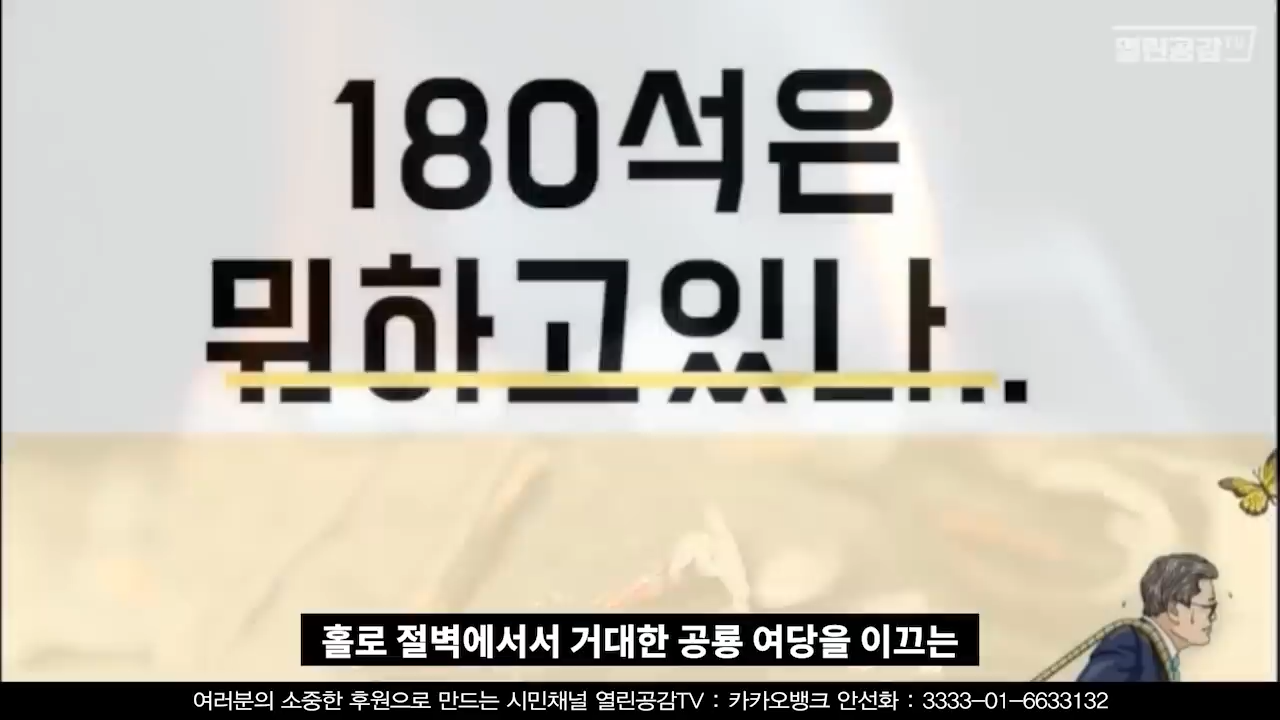 열린공감TV
180석은
뭔하고있나..
홀로 절벽에서서 거대한 공룡 여당을 이끄는
여러분의 소중한 후원으로 만드는 시민채널 열린공감TV : 카카오뱅크 안선화 : 3333-01-6633132